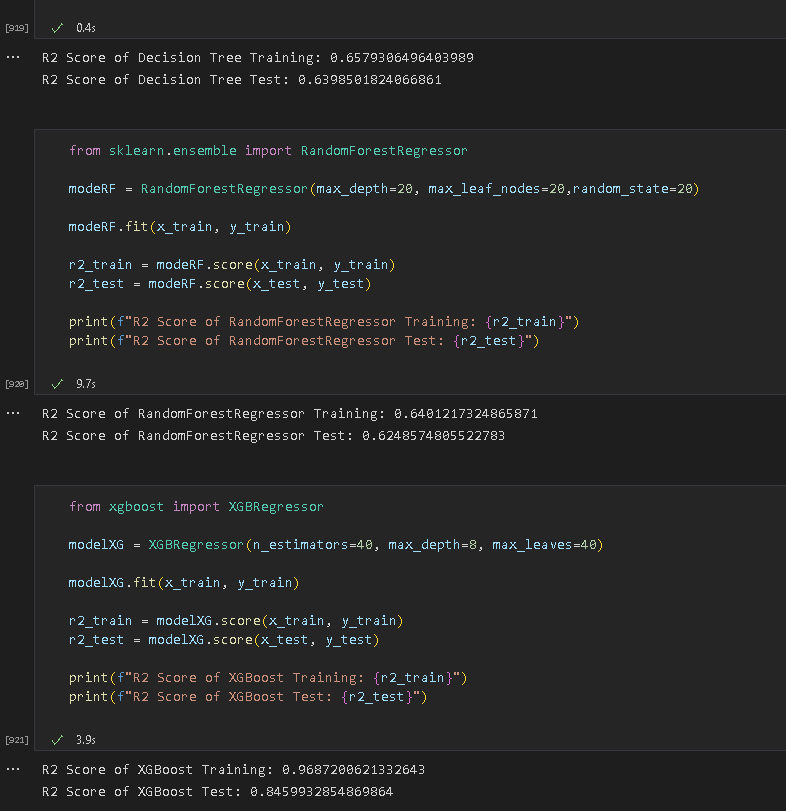 [919] ✓ 0.4s
... R2 Score of Decision Tree Training: 0.6579306496403989
R2 Score of Decision Tree Test: 0.6398501824066861
from sklearn.ensemble import RandomForestRegressor
modeRF = RandomForestRegressor(max_depth=20, max_leaf_nodes=20,random_state=20)
modeRF.fit(x_train, y_train)
r2_train = modeRF.score(x_train, y_train)
r2_test = modeRF.score(x_test, y_test)
print(f"R2 Score of RandomForestRegressor Training: {r2_train}")
print(f"R2 Score of RandomForestRegressor Test: {r2_test}")
[920] ✓ 9.7s
... R2 Score of RandomForestRegressor Training: 0.6401217324865871
R2 Score of RandomForestRegressor Test: 0.6248574805522783
from xgboost import XGBRegressor
modelXG = XGBRegressor(n_estimators=40, max_depth=8, max_leaves=40)
modelXG.fit(x_train, y_train)
r2_train = modelXG.score(x_train, y_train)
r2_test = modelXG.score(x_test, y_test)
print(f"R2 Score of XGBoost Training: {r2_train}")
print(f"R2 Score of XGBoost Test: {r2_test}")
[921] ✓ 3.9s
... R2 Score of XGBoost Training: 0.9687200621332643
R2 Score of XGBoost Test: 0.8459932854869864